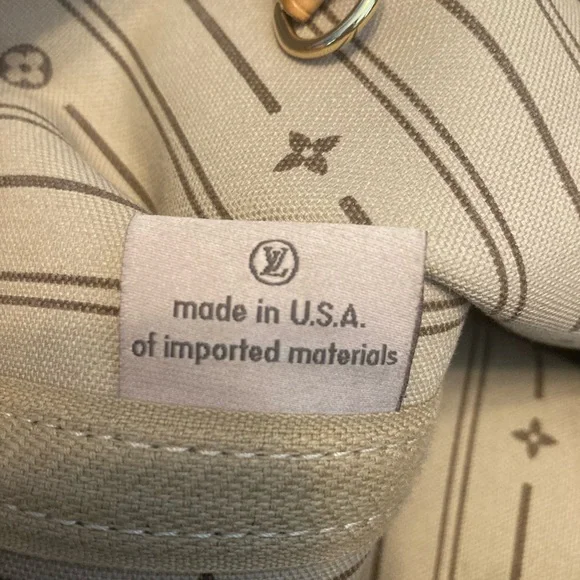 LV
made in U.S.A.
of imported materials